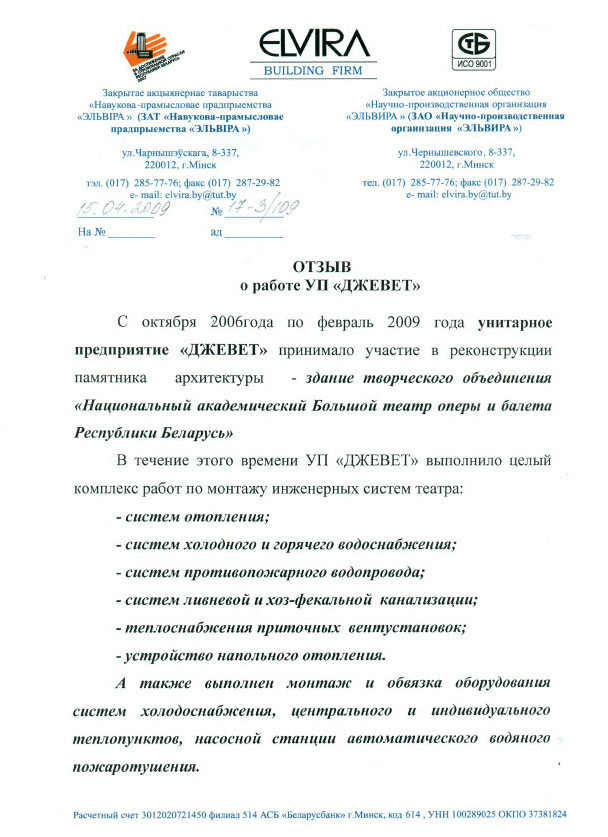 ЗА ДОСТИЖЕНИЯ В ОБЛАСТИ
ELVIRA
BUILDING FIRM
СТБ
ИСО 9001
Закрытае акцыянернае таварыства
«Навукова-прамысловае прадпрыемства
«ЭЛЬВІРА» (ЗАТ «Навукова-прамысловае
прадпрыемства «ЭЛЬВІРА»)
ул.Чарнышэўскага, 8-337,
220012, г.Мінск
тэл. (017) 285-77-76; факс (017) 287-29-82
e- mail: elvira.by@tut.by
Закрытое акционерное общество
«Научно-производственная организация
«ЭЛЬВИРА» (ЗАО «Научно-производственная
организация «ЭЛЬВИРА»)
ул.Чернышевского, 8-337,
220012, г.Минск
тел. (017) 285-77-76; факс (017) 287-29-82
e- mail: elvira.by@tut.by
15.04.2009 № 17-3/109
На № ад
ОТЗЫВ
о работе УП «ДЖЕВЕТ»
С октября 2006года по февраль 2009 года унитарное
предприятие «ДЖЕВЕТ» принимало участие в реконструкции
памятника архитектуры - здание творческого объединения
«Национальный академический Большой театр оперы и балета
Республики Беларусь»
В течение этого времени УП «ДЖЕВЕТ» выполнило целый
комплекс работ по монтажу инженерных систем театра:
- систем отопления;
- систем холодного и горячего водоснабжения;
- систем противопожарного водопровода;
- систем ливневой и хоз-фекальной канализации;
- теплоснабжения приточных вентустановок;
- устройство напольного отопления.
А также выполнен монтаж и обвязка оборудования
систем холодоснабжения, центрального и индивидуального
теплопунктов, насосной станции автоматического водяного
пожаротушения.
Расчетный счет 3012020721450 филиал 514 АСБ «Беларусбанк» г.Минск, код 614 , УНН 100289025 ОКПО 37381824